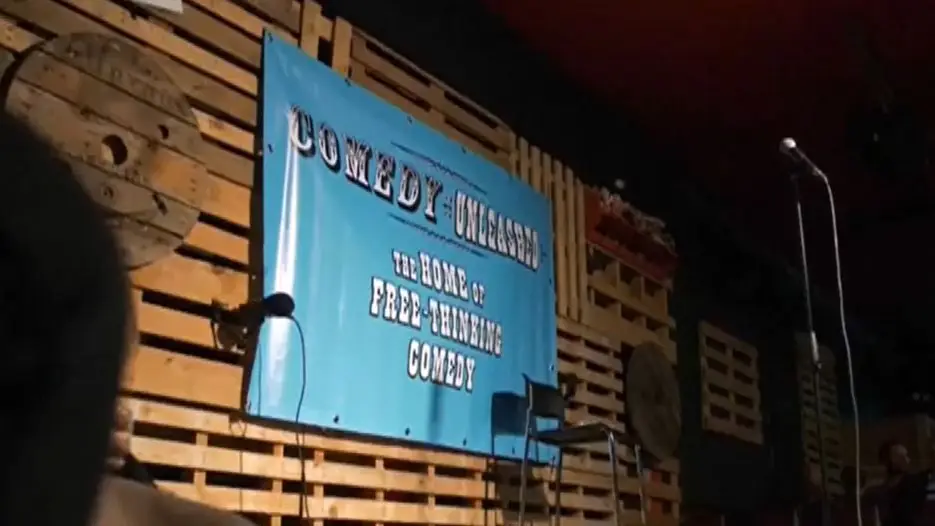 COMEDY UNLEASHED
THE HOME OF
FREE-THINKING
COMEDY